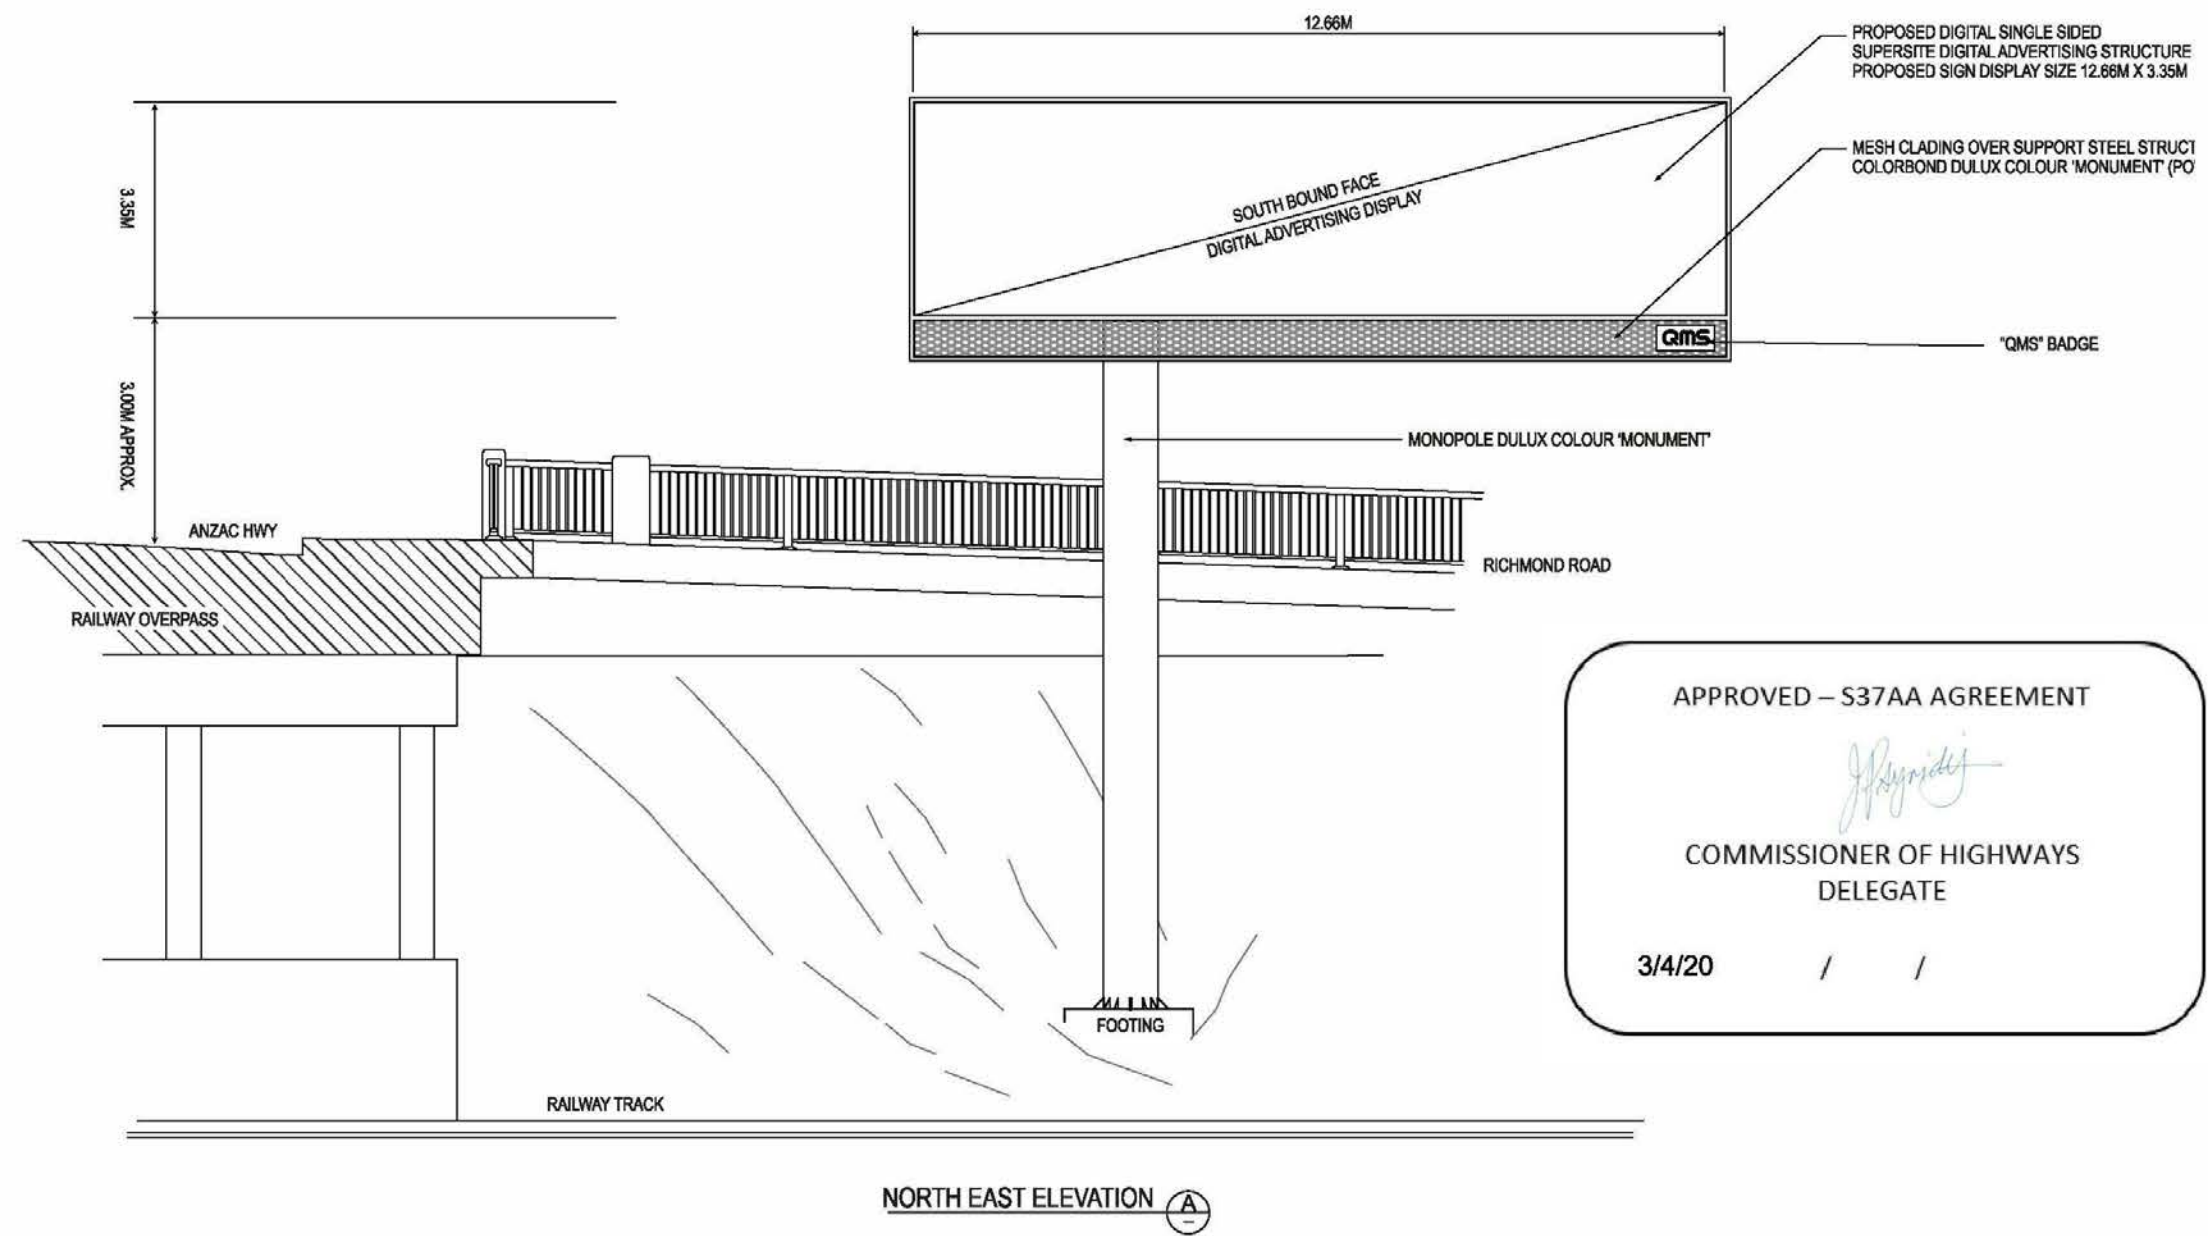 12.66M
PROPOSED DIGITAL SINGLE SIDED
SUPERSITE DIGITAL ADVERTISING STRUCTURE
PROPOSED SIGN DISPLAY SIZE 12.66M X 3.35M
MESH CLADING OVER SUPPORT STEEL STRUCT
COLORBOND DULUX COLOUR 'MONUMENT' (PO
3.35M
SOUTH BOUND FACE
DIGITAL ADVERTISING DISPLAY
QMS
"QMS" BADGE
3.00M APPROX.
MONOPOLE DULUX COLOUR 'MONUMENT'
ANZAC HWY
RICHMOND ROAD
RAILWAY OVERPASS
APPROVED – S37AA AGREEMENT
COMMISSIONER OF HIGHWAYS
DELEGATE
3/4/20 / /
FOOTING
RAILWAY TRACK
NORTH EAST ELEVATION A